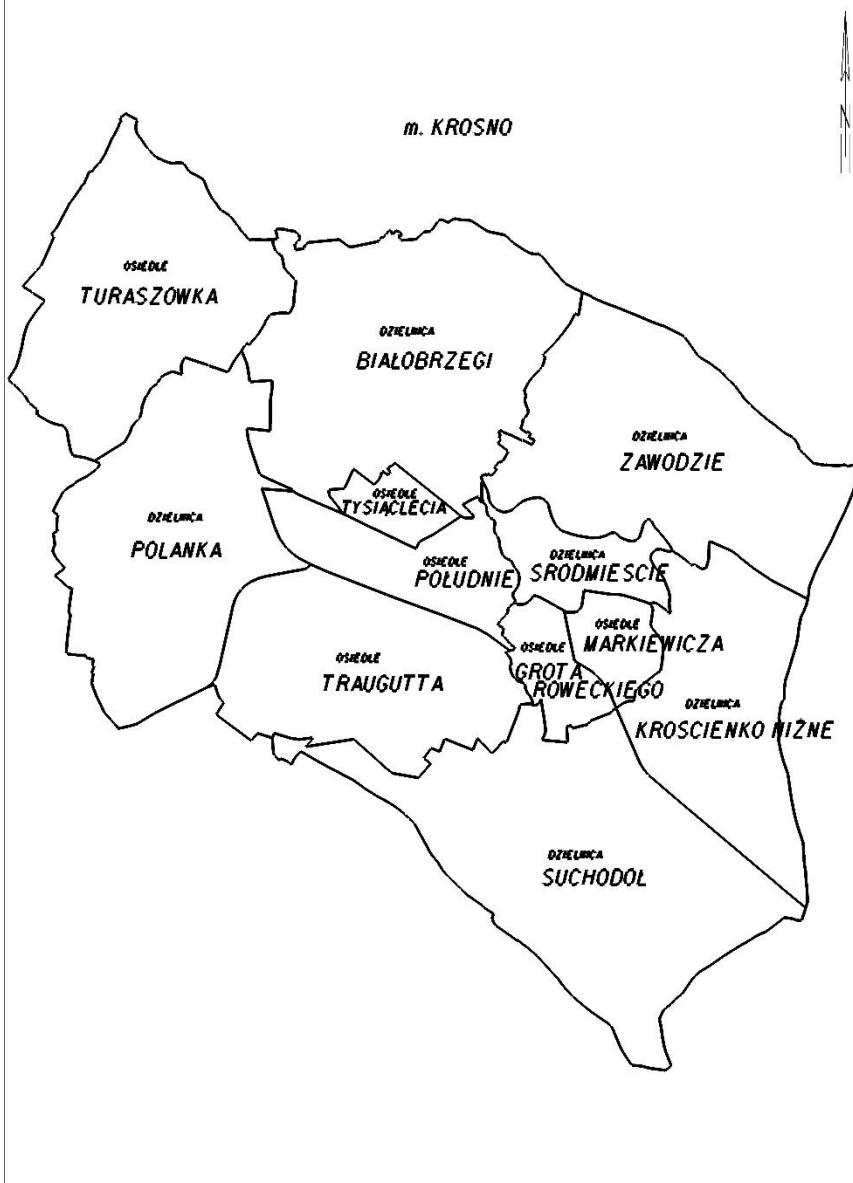 m. KROSNO
N
OSIEDLE
TURASZOWKA
DZIELNICA
BIAŁOBRZEGI
DZIELNICA
ZAWODZIE
OSIEDLE
TYSIĄCLECIA
DZIELNICA
POLANKA
OSIEDLE
POŁUDNIE
DZIELNICA
SRODMIESCIE
OSIEDLE
MARKIEWICZA
OSIEDLE
GROTA
ROWECKIEGO
OSIEDLE
TRAUGUTTA
DZIELNICA
KROSCIENKO NIŻNE
DZIELNICA
SUCHODOŁ